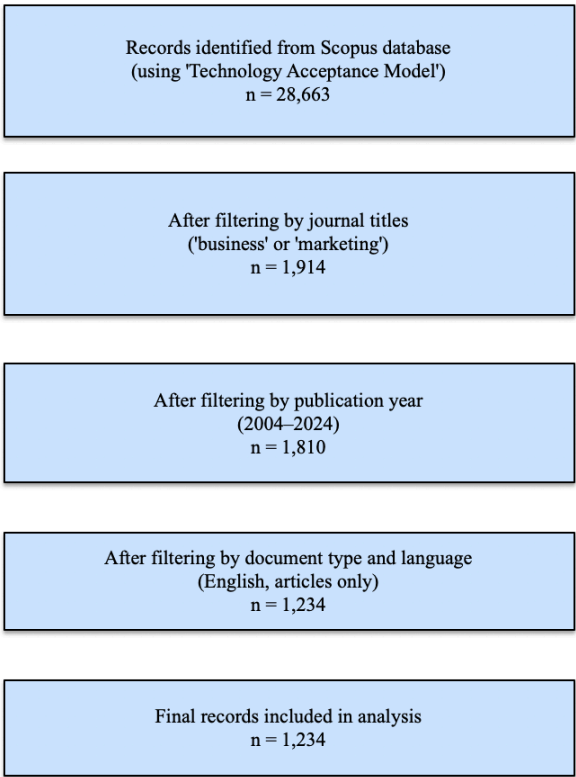 Records identified from Scopus database
(using 'Technology Acceptance Model')
n = 28,663
After filtering by journal titles
('business' or 'marketing')
n = 1,914
After filtering by publication year
(2004–2024)
n = 1,810
After filtering by document type and language
(English, articles only)
n = 1,234
Final records included in analysis
n = 1,234